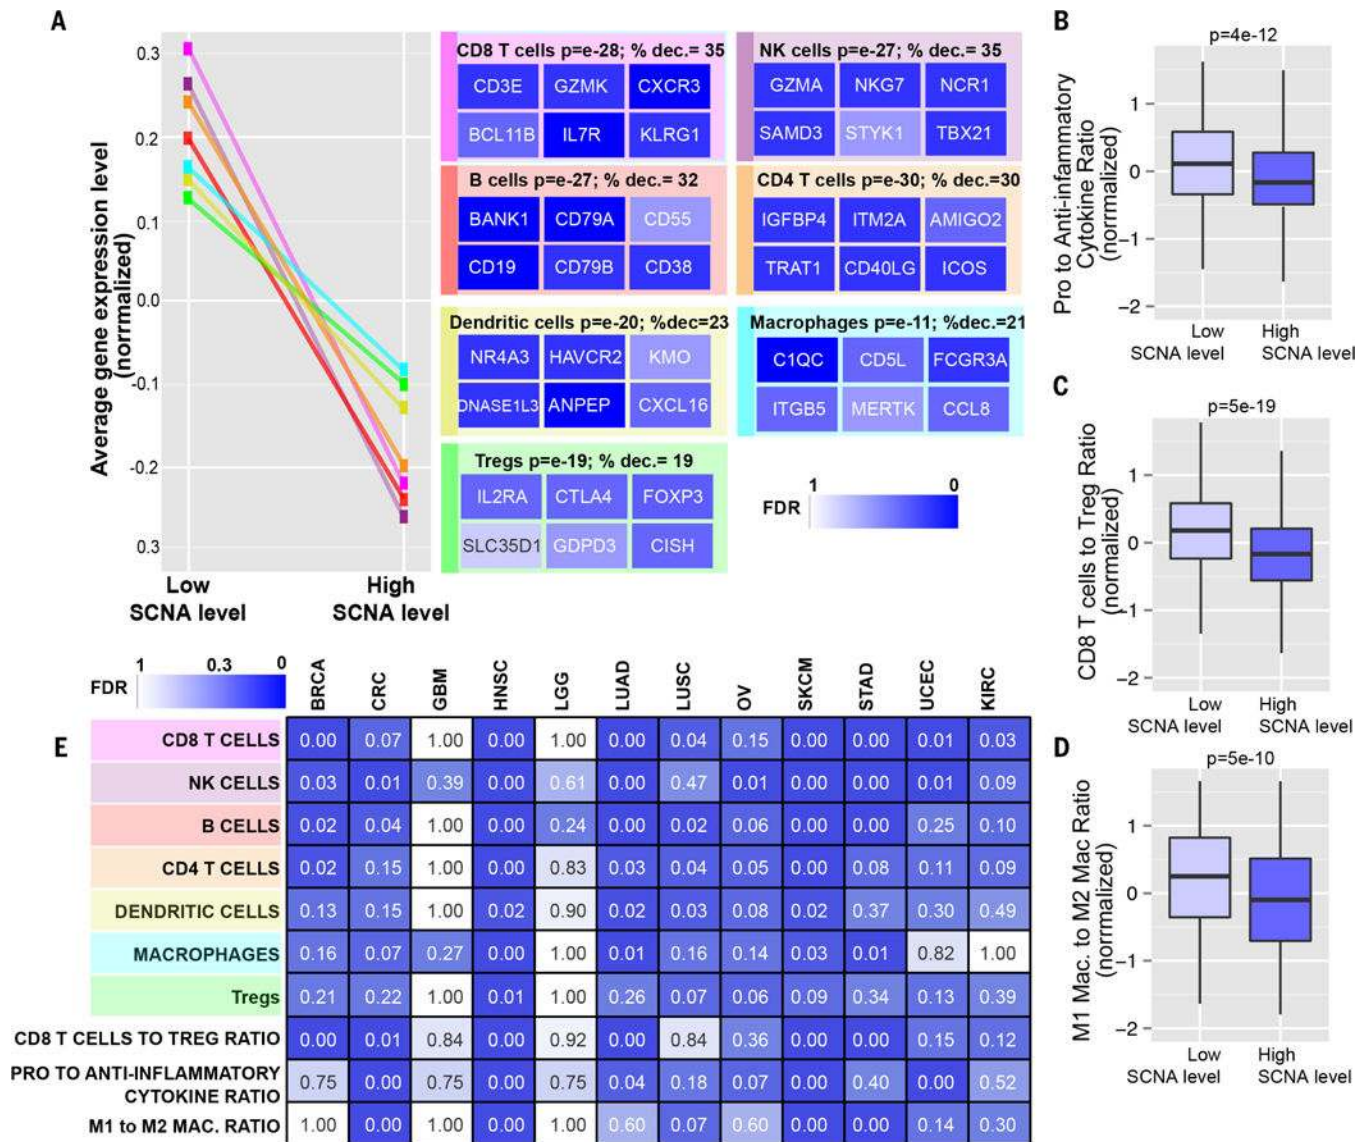 A
0.3
0.2
0.1
0.0
-0.1
-0.2
0.3
Average gene expression level
(norrmalized)
Low
SCNA level
High
SCNA level
CD8 T cells p=e-28; % dec.= 35
CD3E GZMK CXCR3
BCL11B IL7R KLRG1
NK cells p=e-27; % dec.= 35
GZMA NKG7 NCR1
SAMD3 STYK1 TBX21
B cells p=e-27; % dec.= 32
BANK1 CD79A CD55
CD19 CD79B CD38
CD4 T cells p=e-30; % dec.=30
IGFBP4 ITM2A AMIGO2
TRAT1 CD40LG ICOS
Dendritic cells p=e-20; %dec=23
NR4A3 HAVCR2 KMO
DNASE1L3 ANPEP CXCL16
Macrophages p=e-11; %dec.=21
C1QC CD5L FCGR3A
ITGB5 MERTK CCL8
Tregs p=e-19; % dec.= 19
IL2RA CTLA4 FOXP3
SLC35D1 GDPD3 CISH
1 0
FDR
B
p=4e-12
Pro to Anti-infiammatory
Cytokine Ratio
(norrmalized)
1
0
−1
−2
Low
SCNA level
High
SCNA level
C
p=5e-19
CD8 T cells to Treg Ratio
(normalized)
1
0
−1
−2
Low
SCNA level
High
SCNA level
D
p=5e-10
M1 Mac. to M2 Mac Ratio
(norrmalized)
1
0
−1
−2
Low
SCNA level
High
SCNA level
E
1 0.3 0
FDR
BRCA CRC GBM HNSC LGG LUAD LUSC OV SKCM STAD UCEC KIRC
CD8 T CELLS 0.00 0.07 1.00 0.00 1.00 0.00 0.04 0.15 0.00 0.00 0.01 0.03
NK CELLS 0.03 0.01 0.39 0.00 0.61 0.00 0.47 0.01 0.00 0.00 0.01 0.09
B CELLS 0.02 0.04 1.00 0.00 0.24 0.00 0.02 0.06 0.00 0.00 0.25 0.10
CD4 T CELLS 0.02 0.15 1.00 0.00 0.83 0.03 0.04 0.05 0.00 0.08 0.11 0.09
DENDRITIC CELLS 0.13 0.15 1.00 0.02 0.90 0.02 0.03 0.08 0.02 0.37 0.30 0.49
MACROPHAGES 0.16 0.07 0.27 0.00 1.00 0.01 0.16 0.14 0.03 0.01 0.82 1.00
Tregs 0.21 0.22 1.00 0.01 1.00 0.26 0.07 0.06 0.09 0.34 0.13 0.39
CD8 T CELLS TO TREG RATIO 0.00 0.01 0.84 0.00 0.92 0.00 0.84 0.36 0.00 0.00 0.15 0.12
PRO TO ANTI-INFLAMMATORY
CYTOKINE RATIO 0.75 0.00 0.75 0.00 0.75 0.04 0.18 0.07 0.00 0.40 0.00 0.52
M1 to M2 MAC. RATIO 1.00 0.00 1.00 0.00 1.00 0.60 0.07 0.60 0.00 0.00 0.14 0.30